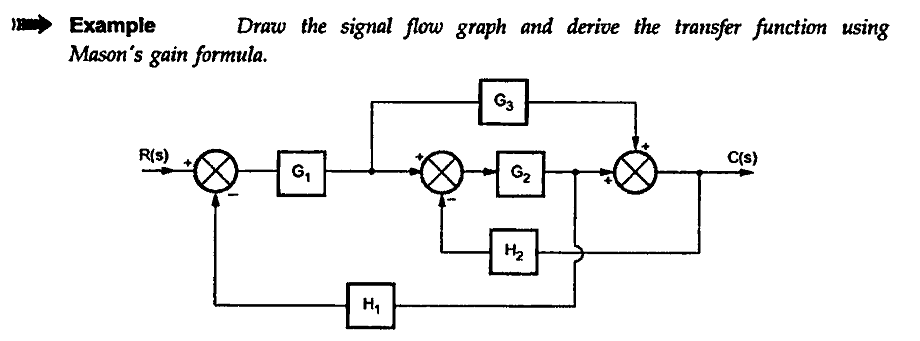 Example Draw the signal flow graph and derive the transfer function using
Mason's gain formula.
G₃
R(s) + + + C(s)
G₁ G₂
− − +
H₂
H₁